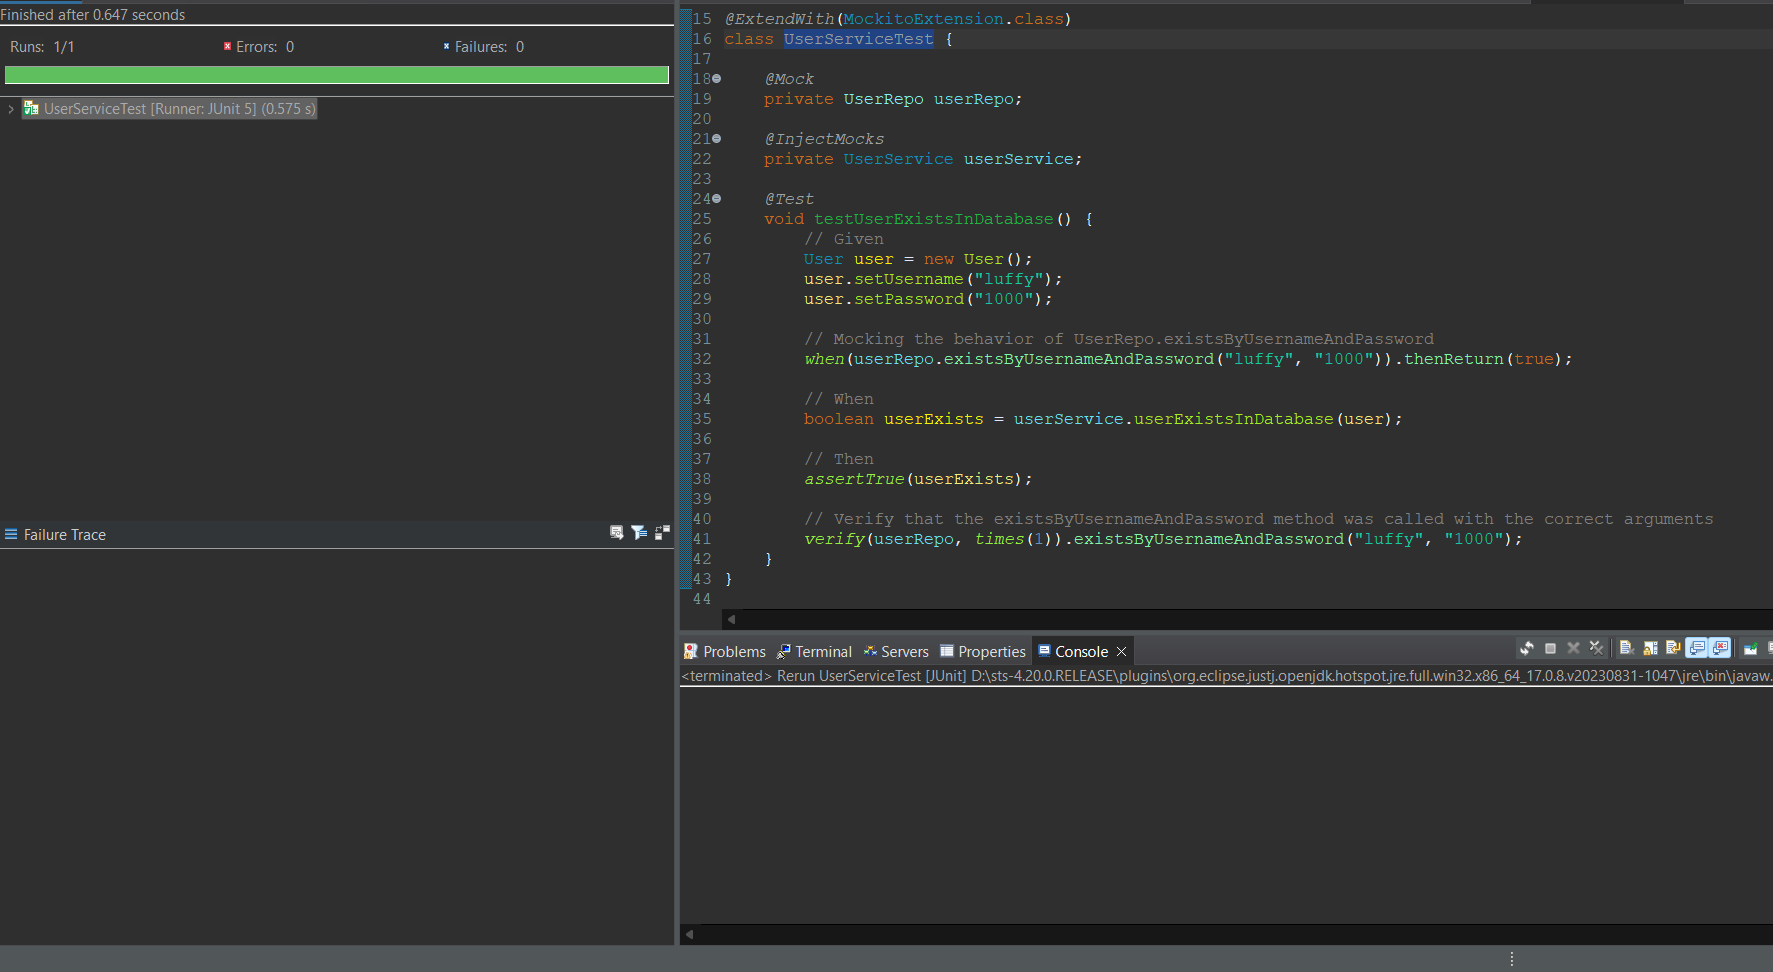 Finished after 0.647 seconds
Runs: 1/1
Errors: 0
Failures: 0
UserServiceTest [Runner: JUnit 5] (0.575 s)
Failure Trace
15 @ExtendWith(MockitoExtension.class)
16 class UserServiceTest {
17
18 @Mock
19 private UserRepo userRepo;
20
21 @InjectMocks
22 private UserService userService;
23
24 @Test
25 void testUserExistsInDatabase() {
26 // Given
27 User user = new User();
28 user.setUsername("luffy");
29 user.setPassword("1000");
30
31 // Mocking the behavior of UserRepo.existsByUsernameAndPassword
32 when(userRepo.existsByUsernameAndPassword("luffy", "1000")).thenReturn(true);
33
34 // When
35 boolean userExists = userService.userExistsInDatabase(user);
36
37 // Then
38 assertTrue(userExists);
39
40 // Verify that the existsByUsernameAndPassword method was called with the correct arguments
41 verify(userRepo, times(1)).existsByUsernameAndPassword("luffy", "1000");
42 }
43 }
44
Problems Terminal Servers Properties Console
<terminated> Rerun UserServiceTest [JUnit] D:\sts-4.20.0.RELEASE\plugins\org.eclipse.justj.openjdk.hotspot.jre.full.win32.x86_64_17.0.8.v20230831-1047\jre\bin\javaw.